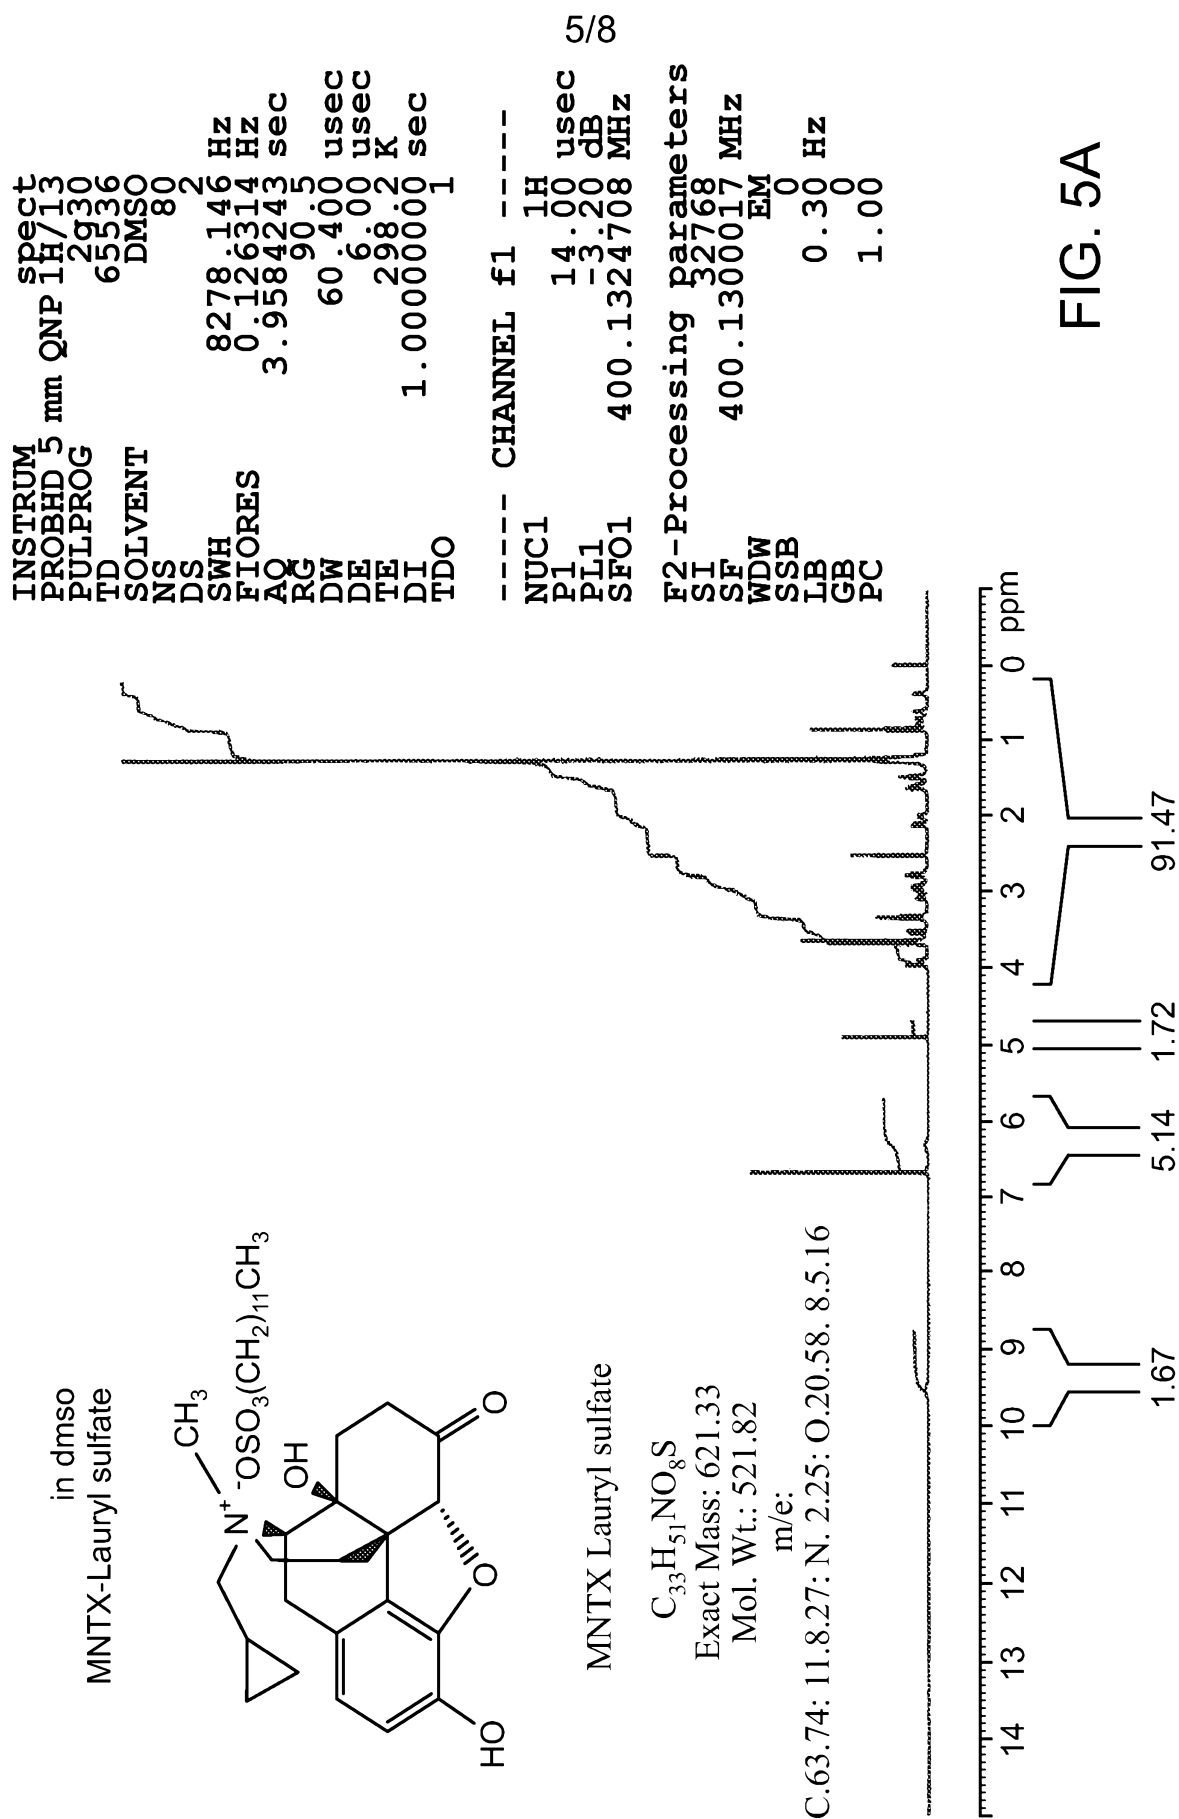 5/8
in dmso
MNTX-Lauryl sulfate
CH3
N+
-OSO3(CH2)11CH3
OH
O
O
HO
MNTX Lauryl sulfate
C33H51NO8S
Exact Mass: 621.33
Mol. Wt.: 521.82
m/e:
C.63.74: 11.8.27: N. 2.25: O.20.58. 8.5.16
INSTRUM spect
PROBHD 5 mm QNP 1H/13
PULPROG 2g30
TD 65536
SOLVENT DMSO
NS 80
DS 2
SWH 8278.146 Hz
FIORES 0.126314 Hz
AQ 3.9584243 sec
RG 90.5
DW 60.400 usec
DE 6.00 usec
TE 298.2 K
DI 1.00000000 sec
TDO 1
----- CHANNEL f1 -----
NUC1 1H
P1 14.00 usec
PL1 -3.20 dB
SFO1 400.1324708 MHz
F2-Processing parameters
SI 32768
SF 400.1300017 MHz
WDW EM
SSB 0
LB 0.30 Hz
GB 0
PC 1.00
14 13 12 11 10 9 8 7 6 5 4 3 2 1 0 ppm
1.67 5.14 1.72 91.47
FIG. 5A